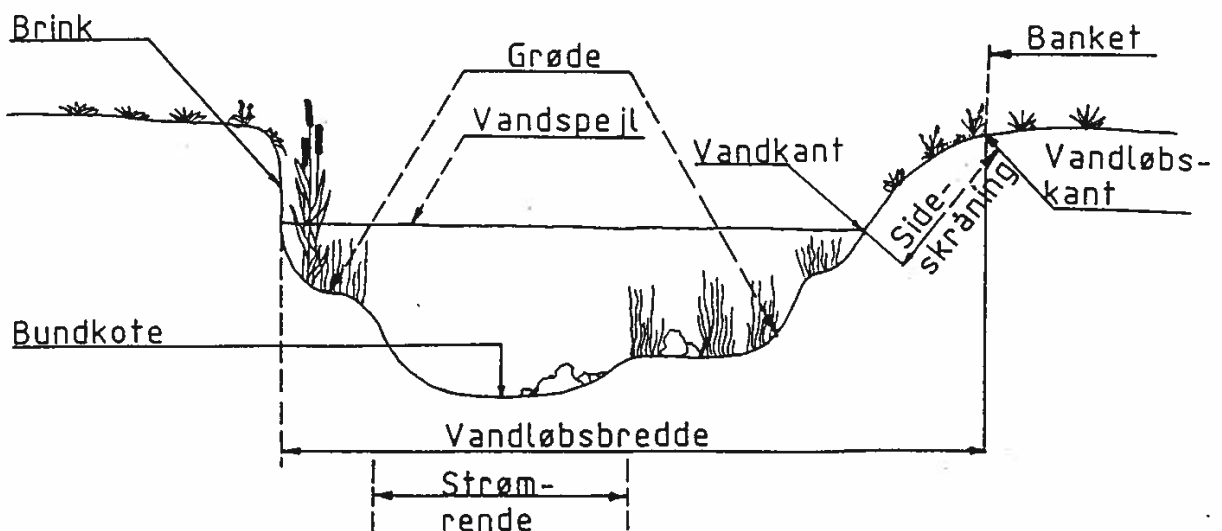 Brink
Grøde
Banket
Vandspejl
Vandkant
Vandløbs-
kant
Side-
skråning
Bundkote
Vandløbsbredde
Strøm-
rende